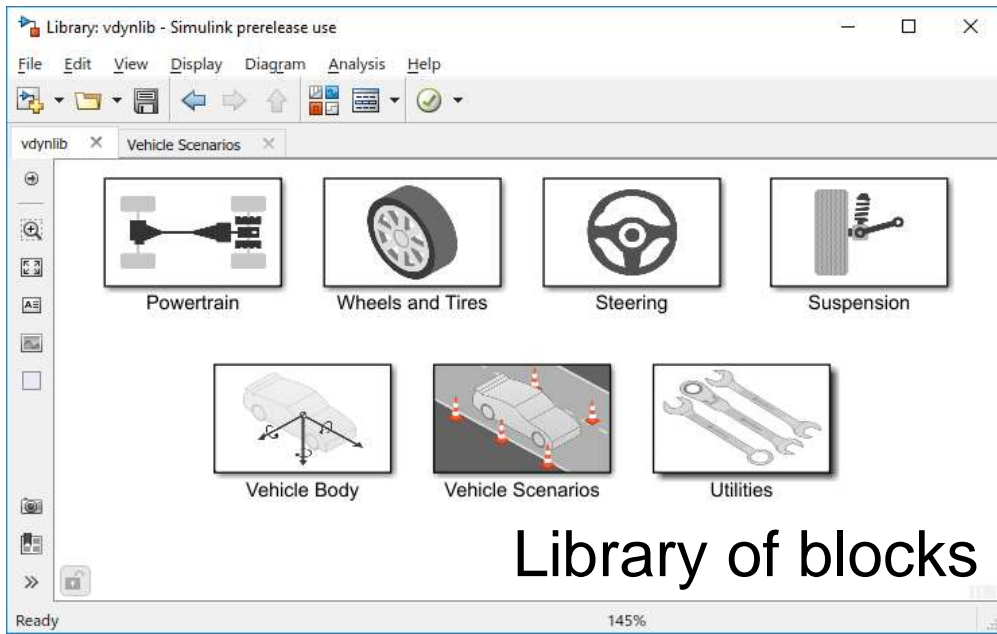 Library: vdynlib - Simulink prerelease use
File Edit View Display Diagram Analysis Help
vdynlib Vehicle Scenarios
Powertrain Wheels and Tires Steering Suspension
Vehicle Body Vehicle Scenarios Utilities
Library of blocks
Ready 145%